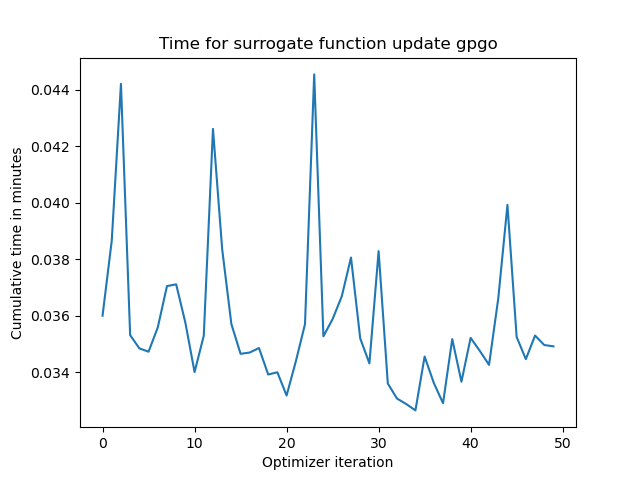 Time for surrogate function update gpgo
Cumulative time in minutes
0.044
0.042
0.040
0.038
0.036
0.034
0 10 20 30 40 50
Optimizer iteration